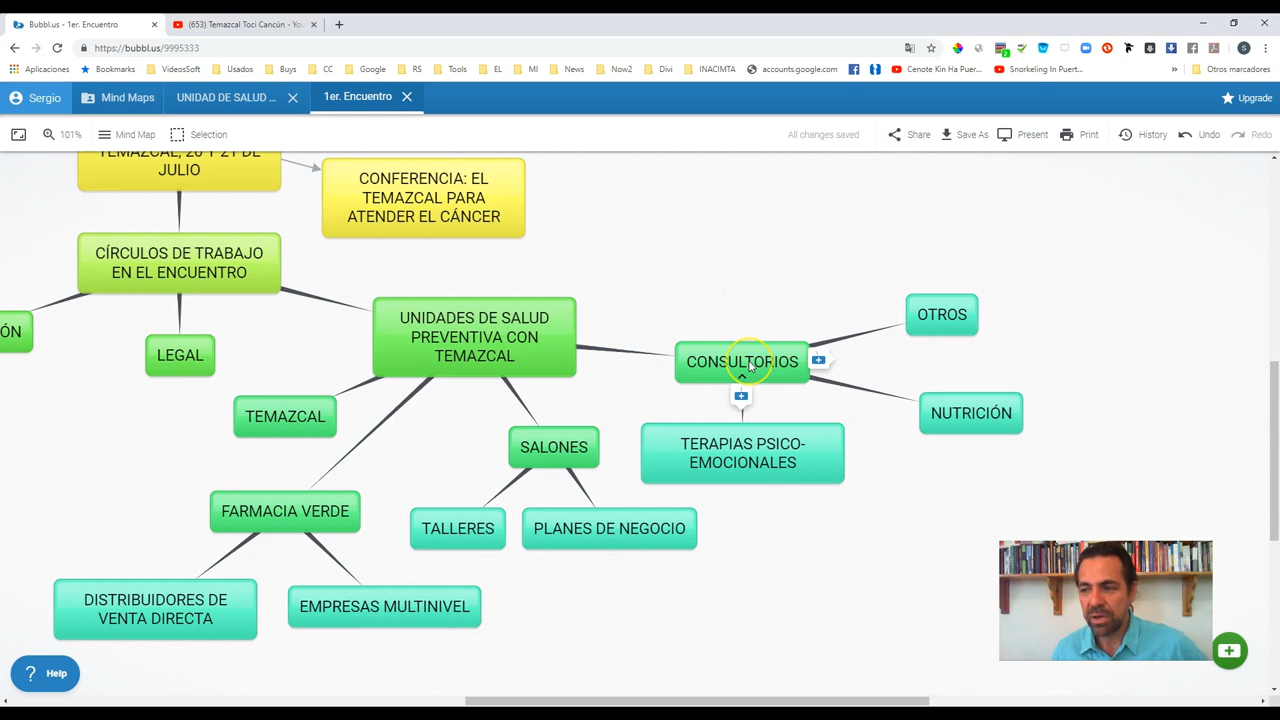 Bubbl.us - 1er. Encuentro
(653) Temazcal Toci Cancún - You
https://bubbl.us/9995333
Aplicaciones
Bookmarks
VideosSoft
Usados
Buys
CC
Google
RS
Tools
EL
MI
News
Now2
Divi
INACIMTA
accounts.google.com
Cenote Kin Ha Puer...
Snorkeling In Puert...
»
Otros marcadores
Sergio
Mind Maps
UNIDAD DE SALUD ...
1er. Encuentro
Upgrade
101%
Mind Map
Selection
All changes saved
Share
Save As
Present
Print
History
Undo
Redo
TEMAZCAL, 20 Y 21 DE
JULIO
CONFERENCIA: EL
TEMAZCAL PARA
ATENDER EL CÁNCER
CÍRCULOS DE TRABAJO
EN EL ENCUENTRO
ÓN
LEGAL
UNIDADES DE SALUD
PREVENTIVA CON
TEMAZCAL
CONSULTORIOS
OTROS
NUTRICIÓN
TERAPIAS PSICO-
EMOCIONALES
TEMAZCAL
SALONES
TALLERES
PLANES DE NEGOCIO
FARMACIA VERDE
DISTRIBUIDORES DE
VENTA DIRECTA
EMPRESAS MULTINIVEL
? Help